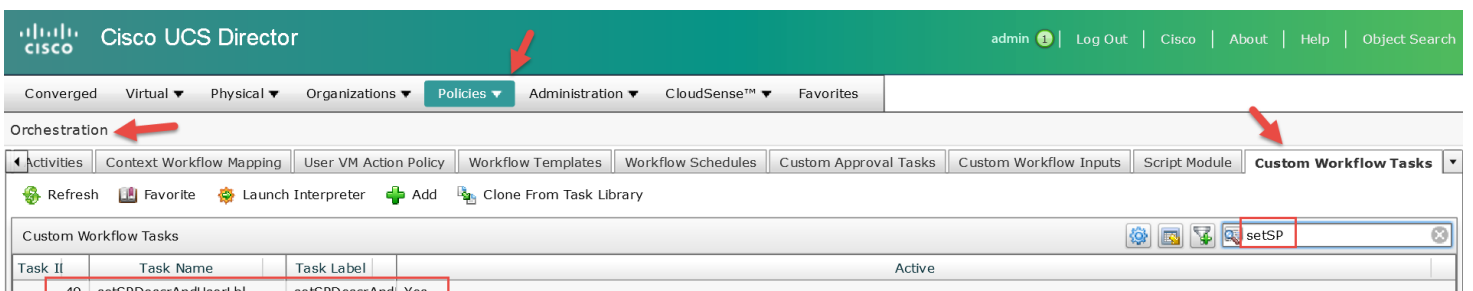 CISCO Cisco UCS Director admin 1 | Log Out | Cisco | About | Help | Object Search
Converged Virtual Physical Organizations Policies Administration CloudSense™ Favorites
Orchestration
Activities Context Workflow Mapping User VM Action Policy Workflow Templates Workflow Schedules Custom Approval Tasks Custom Workflow Inputs Script Module Custom Workflow Tasks
Refresh Favorite Launch Interpreter Add Clone From Task Library
Custom Workflow Tasks setSP
Task Task Name Task Label Active